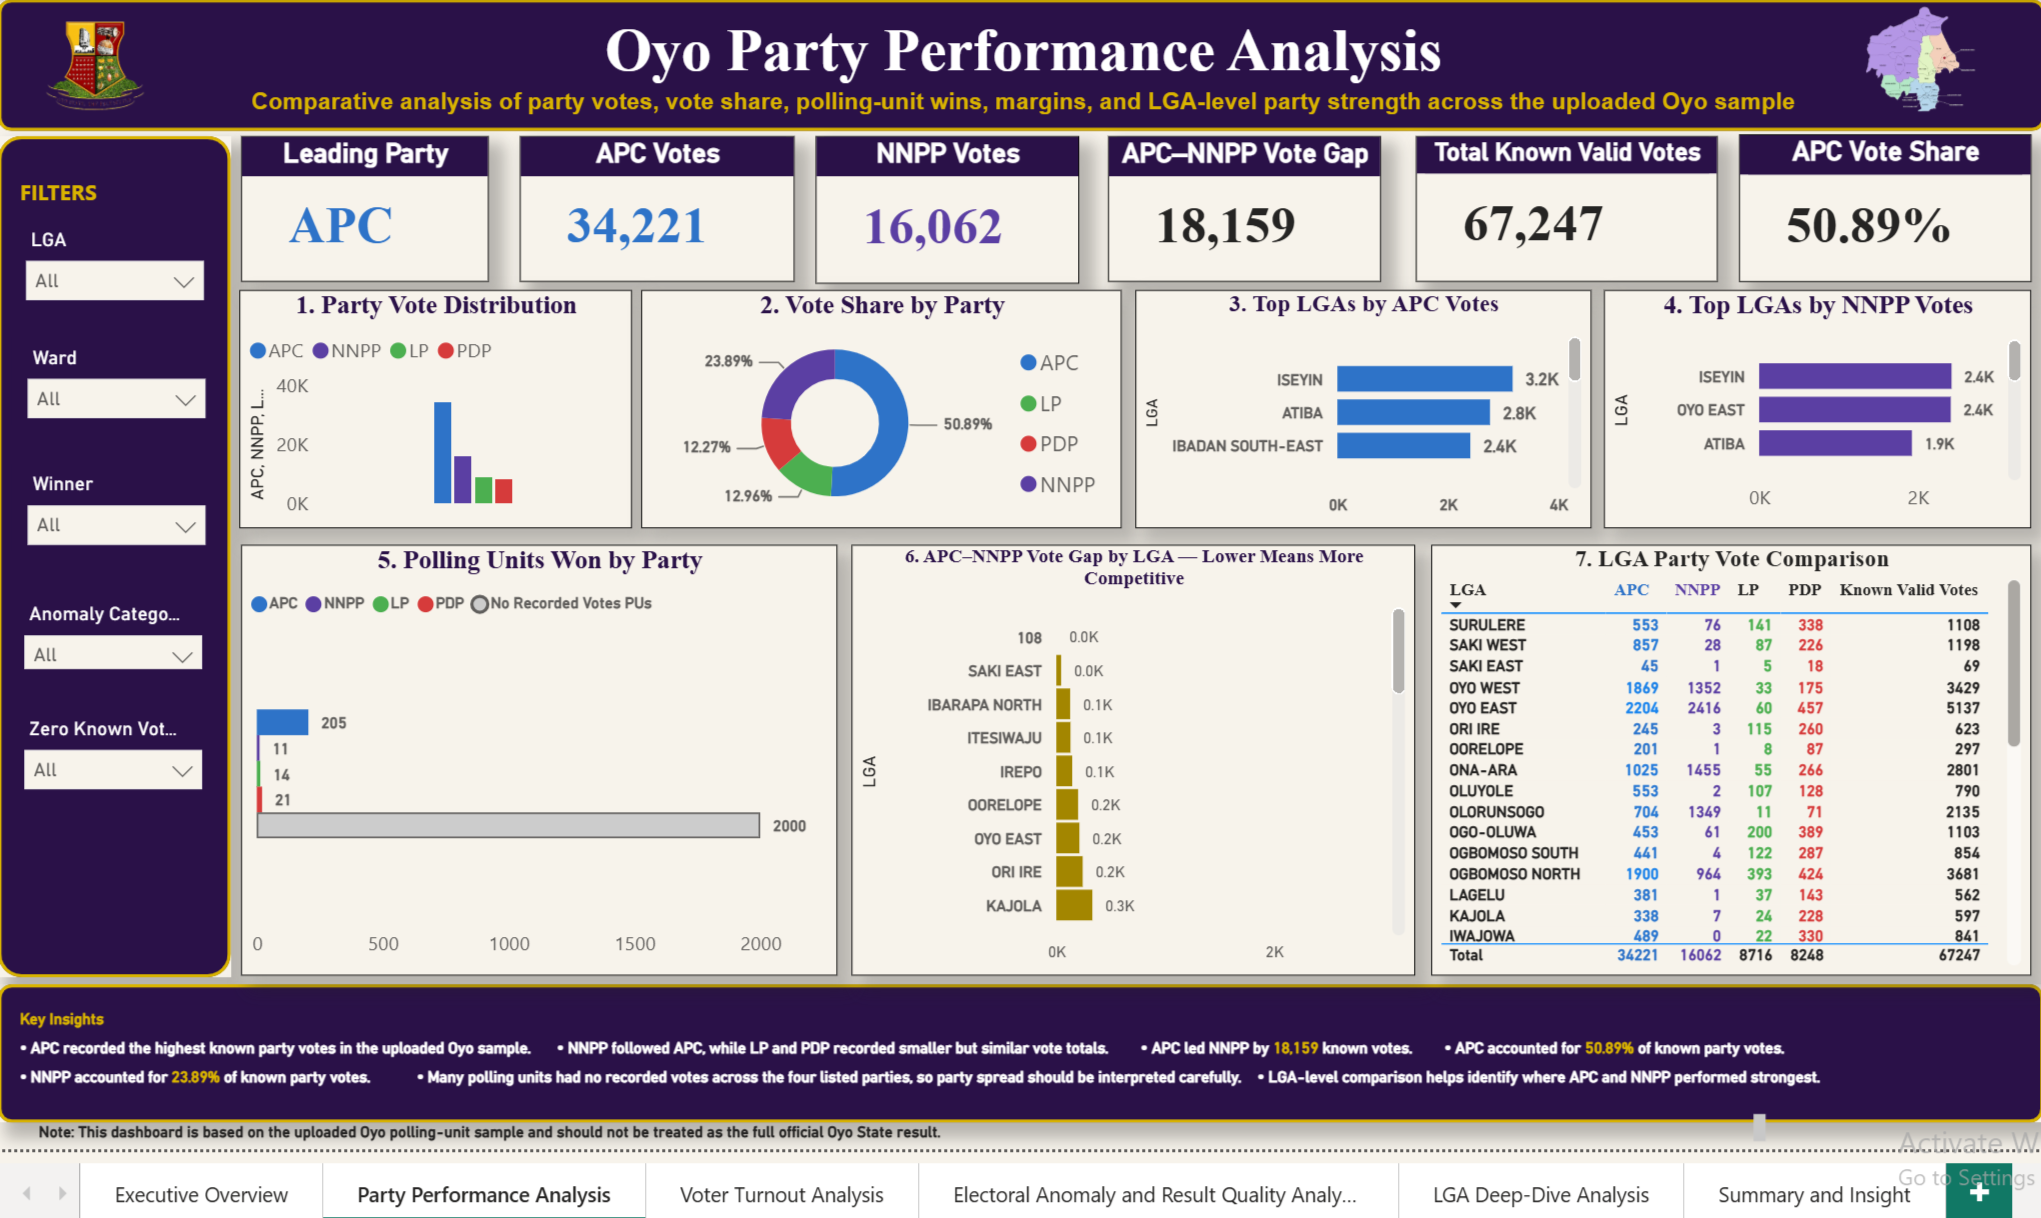 Oyo Party Performance Analysis
Comparative analysis of party votes, vote share, polling-unit wins, margins, and LGA-level party strength across the uploaded Oyo sample
FILTERS
LGA
All
Ward
All
Winner
All
Anomaly Catego...
All
Zero Known Vot...
All
Leading Party
APC
APC Votes
34,221
NNPP Votes
16,062
APC–NNPP Vote Gap
18,159
Total Known Valid Votes
67,247
APC Vote Share
50.89%
1. Party Vote Distribution
APC NNPP LP PDP
APC, NNPP, L...
40K
20K
0K
2. Vote Share by Party
23.89%
50.89%
12.27%
12.96%
APC
LP
PDP
NNPP
3. Top LGAs by APC Votes
LGA
ISEYIN 3.2K
ATIBA 2.8K
IBADAN SOUTH-EAST 2.4K
0K 2K 4K
4. Top LGAs by NNPP Votes
LGA
ISEYIN 2.4K
OYO EAST 2.4K
ATIBA 1.9K
0K 2K
5. Polling Units Won by Party
APC NNPP LP PDP No Recorded Votes PUs
205
11
14
21
2000
0 500 1000 1500 2000
6. APC–NNPP Vote Gap by LGA — Lower Means More
Competitive
LGA
108 0.0K
SAKI EAST 0.0K
IBARAPA NORTH 0.1K
ITESIWAJU 0.1K
IREPO 0.1K
OORELOPE 0.2K
OYO EAST 0.2K
ORI IRE 0.2K
KAJOLA 0.3K
0K 2K
7. LGA Party Vote Comparison
LGA APC NNPP LP PDP Known Valid Votes
SURULERE 553 76 141 338 1108
SAKI WEST 857 28 87 226 1198
SAKI EAST 45 1 5 18 69
OYO WEST 1869 1352 33 175 3429
OYO EAST 2204 2416 60 457 5137
ORI IRE 245 3 115 260 623
OORELOPE 201 1 8 87 297
ONA-ARA 1025 1455 55 266 2801
OLUYOLE 553 2 107 128 790
OLORUNSOGO 704 1349 11 71 2135
OGO-OLUWA 453 61 200 389 1103
OGBOMOSO SOUTH 441 4 122 287 854
OGBOMOSO NORTH 1900 964 393 424 3681
LAGELU 381 1 37 143 562
KAJOLA 338 7 24 228 597
IWAJOWA 489 0 22 330 841
Total 34221 16062 8716 8248 67247
Key Insights
• APC recorded the highest known party votes in the uploaded Oyo sample. • NNPP followed APC, while LP and PDP recorded smaller but similar vote totals. • APC led NNPP by 18,159 known votes. • APC accounted for 50.89% of known party votes.
• NNPP accounted for 23.89% of known party votes. • Many polling units had no recorded votes across the four listed parties, so party spread should be interpreted carefully. • LGA-level comparison helps identify where APC and NNPP performed strongest.
Note: This dashboard is based on the uploaded Oyo polling-unit sample and should not be treated as the full official Oyo State result.
Activate W
Go to Settings
Executive Overview
Party Performance Analysis
Voter Turnout Analysis
Electoral Anomaly and Result Quality Analy...
LGA Deep-Dive Analysis
Summary and Insight